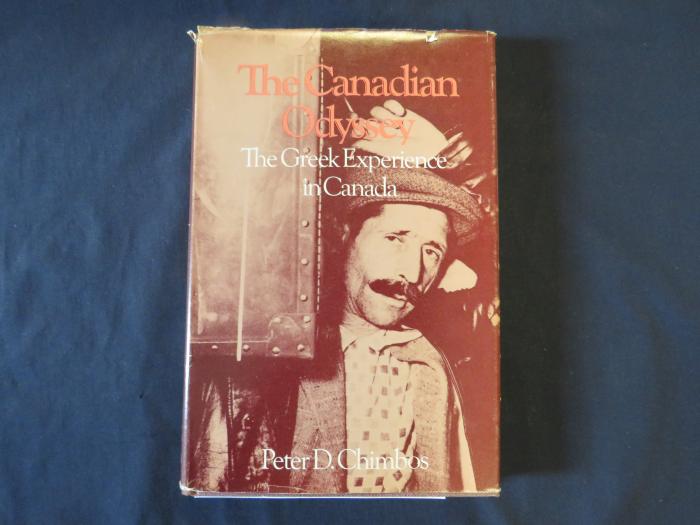 The Canadian
Odyssey
The Greek Experience
in Canada
Peter D. Chimbos